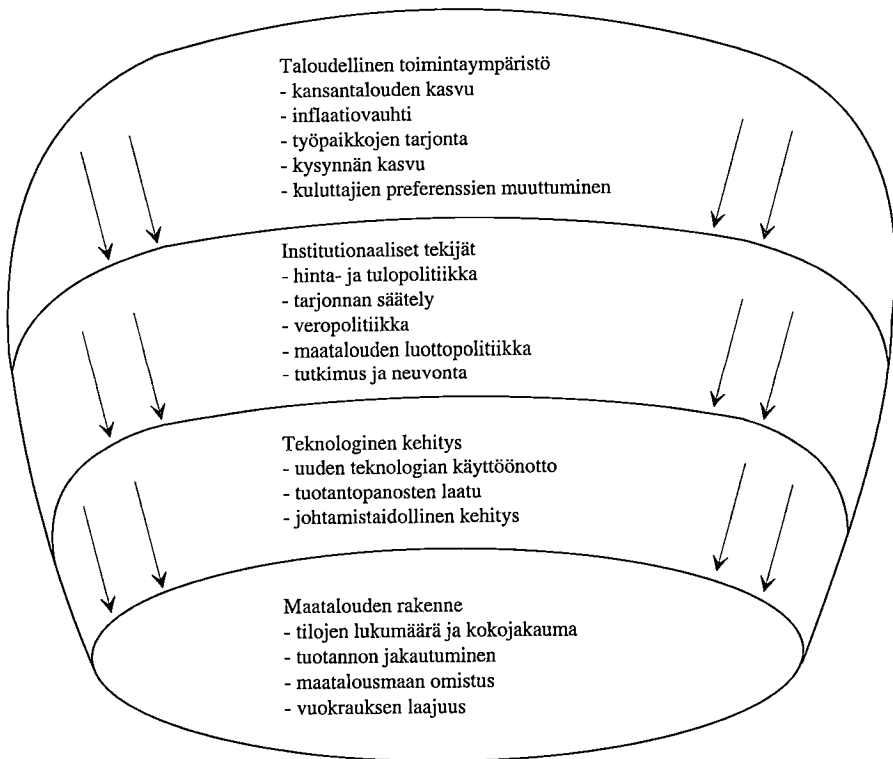 Taloudellinen toimintaympäristö
- kansantalouden kasvu
- inflaatiovauhti
- työpaikkojen tarjonta
- kysynnän kasvu
- kuluttajien preferenssien muuttuminen
Institutionaaliset tekijät
- hinta- ja tulopolitiikka
- tarjonnan säätely
- veropolitiikka
- maatalouden luottopolitiikka
- tutkimus ja neuvonta
Teknologinen kehitys
- uuden teknologian käyttöönotto
- tuotantopanosten laatu
- johtamistaidollinen kehitys
Maatalouden rakenne
- tilojen lukumäärä ja kokojakauma
- tuotannon jakautuminen
- maatalousmaan omistus
- vuokrauksen laajuus